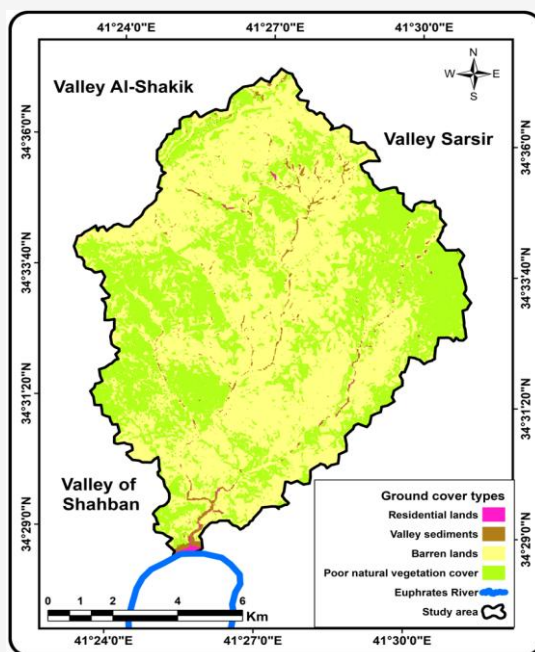 41°24'0"E
41°27'0"E
41°30'0"E
Valley Al-Shakik
N
W
E
S
34°36'0"N
Valley Sarsir
34°36'0"N
34°33'40"N
34°33'40"N
34°31'20"N
34°31'20"N
Valley of
Shahban
34°29'0"N
34°29'0"N
Ground cover types
Residential lands
Valley sediments
Barren lands
Poor natural vegetation cover
Euphrates River
Study area
0
2
4
6
Km
41°24'0"E
41°27'0"E
41°30'0"E